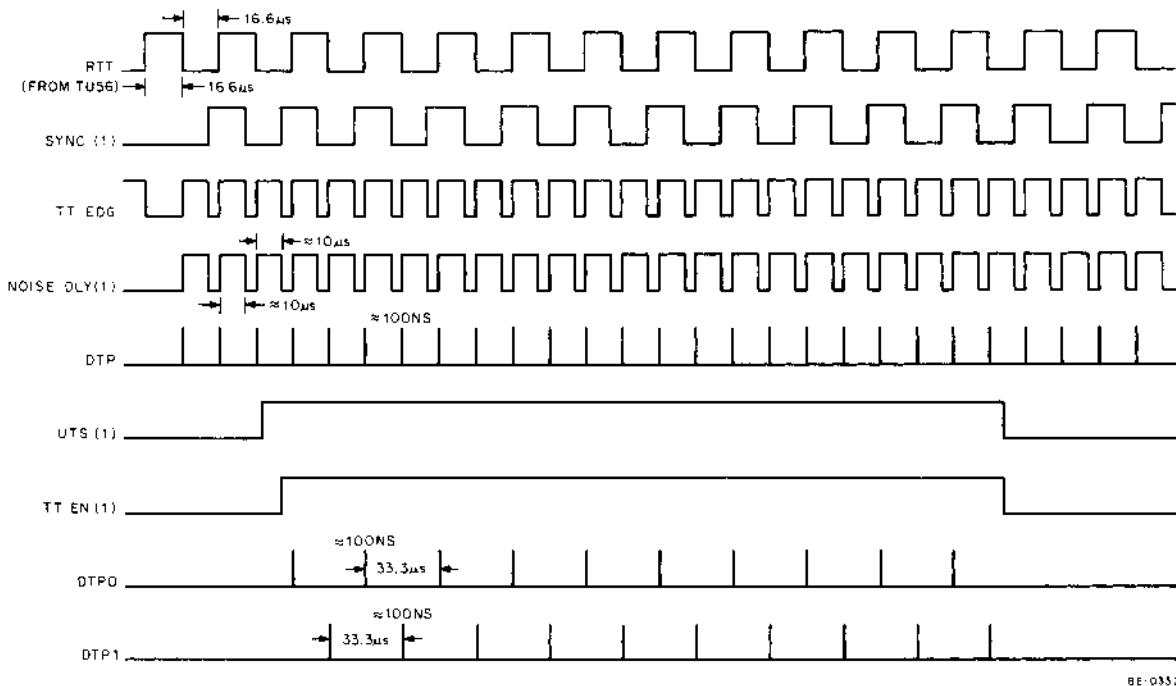 16.6µs
RTT
(FROM TU56)
16.6µs
SYNC (1)
TT EDG
≈10µs
NOISE DLY(1)
≈10µs
≈100NS
DTP
UTS (1)
TT EN (1)
≈100NS
33.3µs
DTP0
≈100NS
33.3µs
DTP1